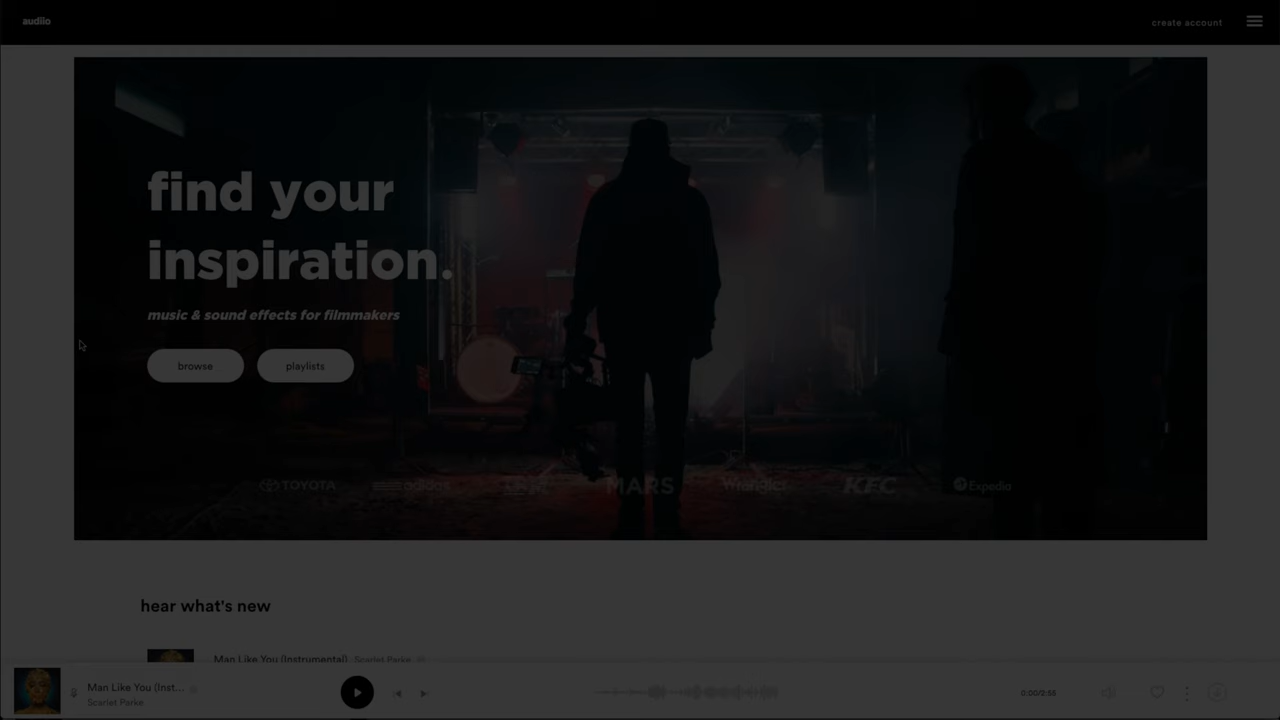 audiio
create account
find your
inspiration.
music & sound effects for filmmakers
browse
playlists
TOYOTA
adidas
MARS
Wrangler
KFC
Expedia
hear what's new
Man Like You (Instrumental) Scarlet Parke
Man Like You (Inst...
Scarlet Parke
0:00/2:55